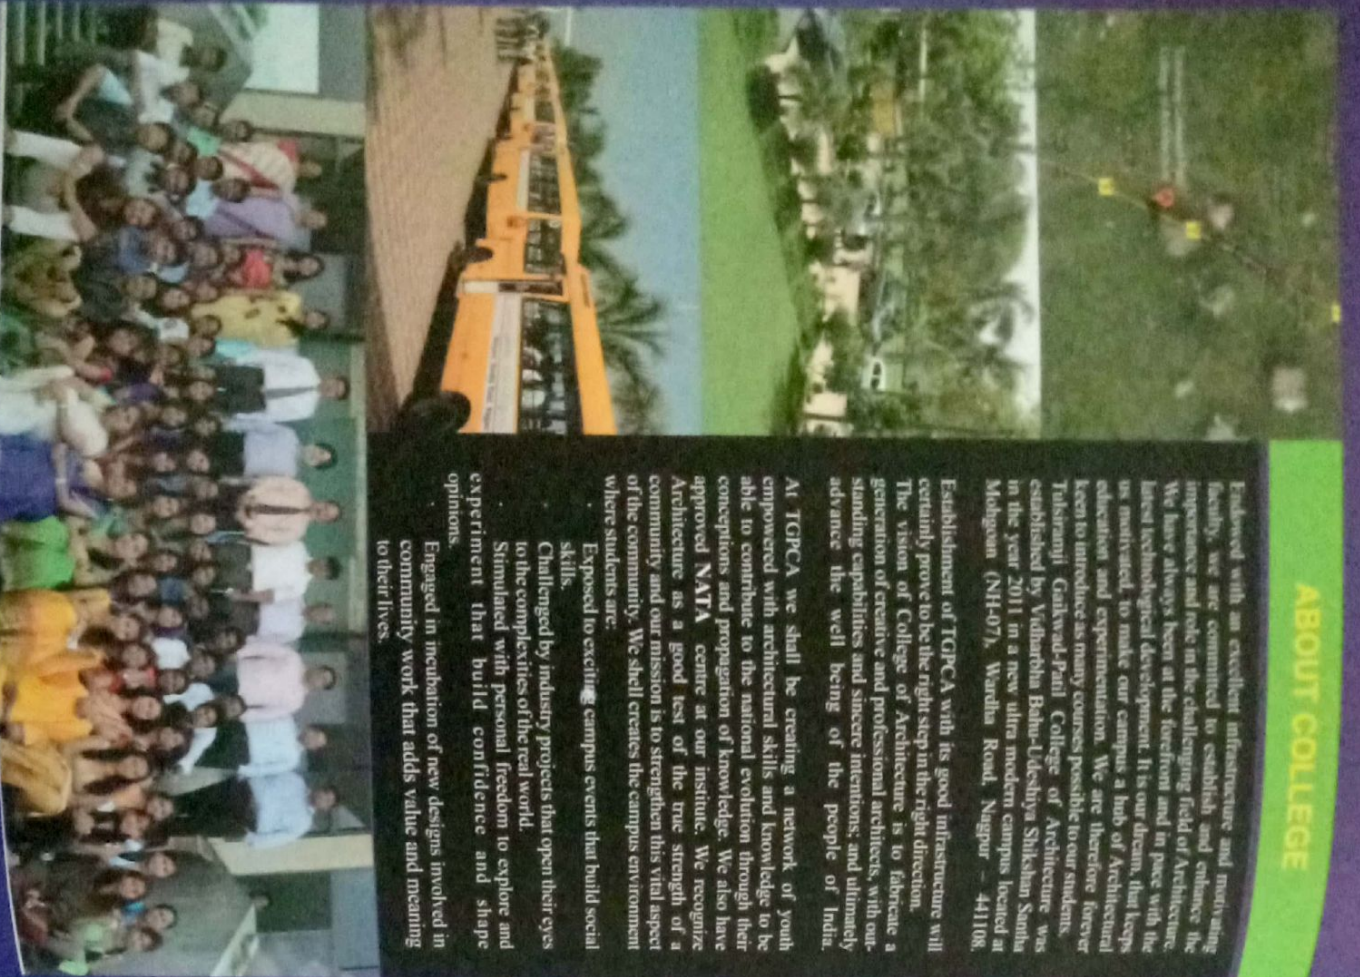 ABOUT COLLEGE
Endowed with an excellent infrastructure and motivating
faculty, we are committed to establish and enhance the
importance and role in the challenging field of Architecture.
We have always been at the forefront and in pace with the
latest technological development. It is our dream, that keeps
us motivated, to make our campus a hub of Architectural
education and experimentation. We are therefore forever
keen to introduce as many courses possible to our students.
Tulsiramji Gaikwad-Patil College of Architecture was
established by Vidharbha Bahu-Udeshiya Shikshan Santha
in the year 2011 in a new ultra modern campus located at
Mohgaon (NH-07), Wardha Road, Nagpur – 441108.
Establishment of TGPCA with its good infrastructure will
certainly prove to be the right step in the right direction.
The vision of College of Architecture is to fabricate a
generation of creative and professional architects, with out-
standing capabilities and sincere intentions; and ultimately
advance the well being of the people of India.
At TGPCA we shall be creating a network of youth
empowered with architectural skills and knowledge to be
able to contribute to the national evolution through their
conceptions and propagation of knowledge. We also have
approved NATA centre at our institute. We recognize
Architecture as a good test of the true strength of a
community and our mission is to strengthen this vital aspect
of the community. We shell creates the campus environment
where students are:
· Exposed to exciting campus events that build social
skills.
· Challenged by industry projects that open their eyes
to the complexities of the real world.
· Stimulated with personal freedom to explore and
experiment that build confidence and shape
opinions.
· Engaged in incubation of new designs involved in
community work that adds value and meaning
to their lives.